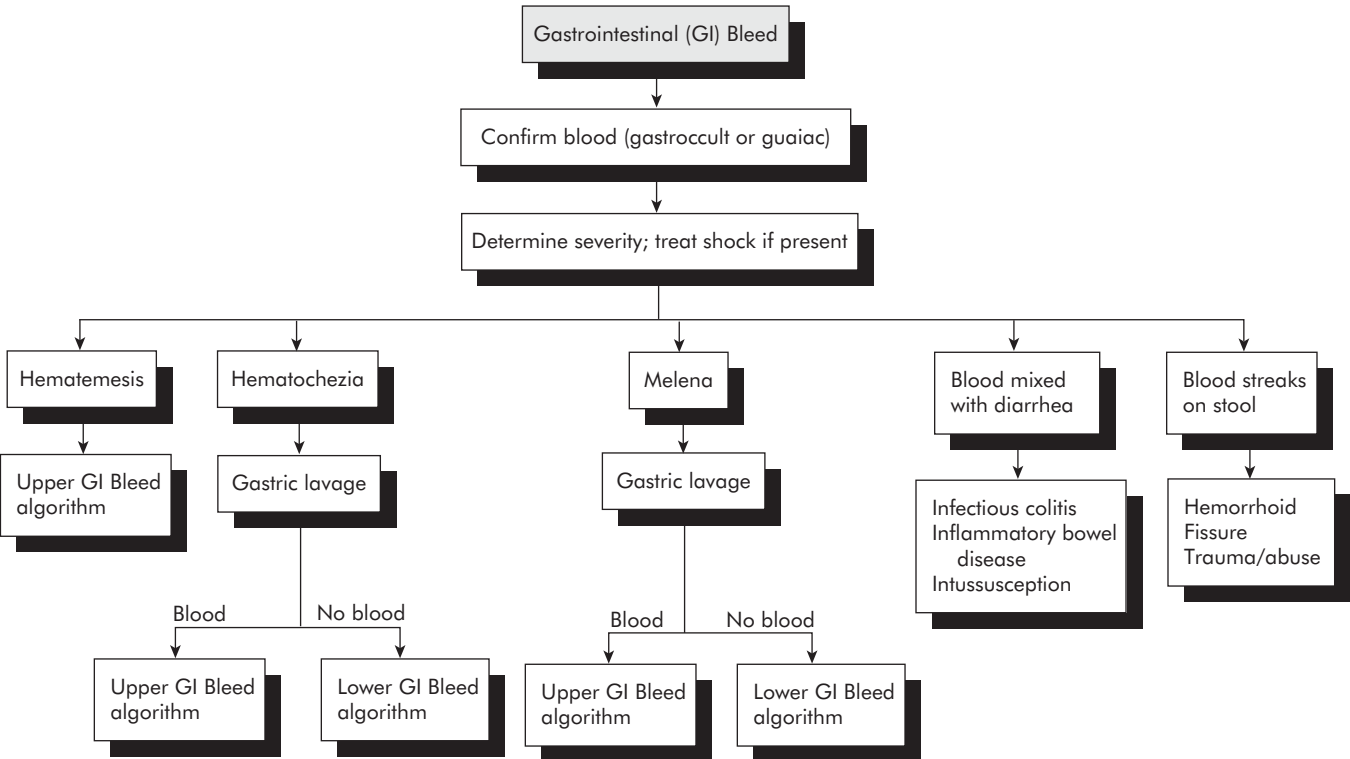 Gastrointestinal (GI) Bleed
Confirm blood (gastroccult or guaiac)
Determine severity; treat shock if present
Hematemesis
Hematochezia
Melena
Blood mixed
with diarrhea
Blood streaks
on stool
Upper GI Bleed
algorithm
Gastric lavage
Gastric lavage
Infectious colitis
Inflammatory bowel
disease
Intussusception
Hemorrhoid
Fissure
Trauma/abuse
Blood
No blood
Blood
No blood
Upper GI Bleed
algorithm
Lower GI Bleed
algorithm
Upper GI Bleed
algorithm
Lower GI Bleed
algorithm